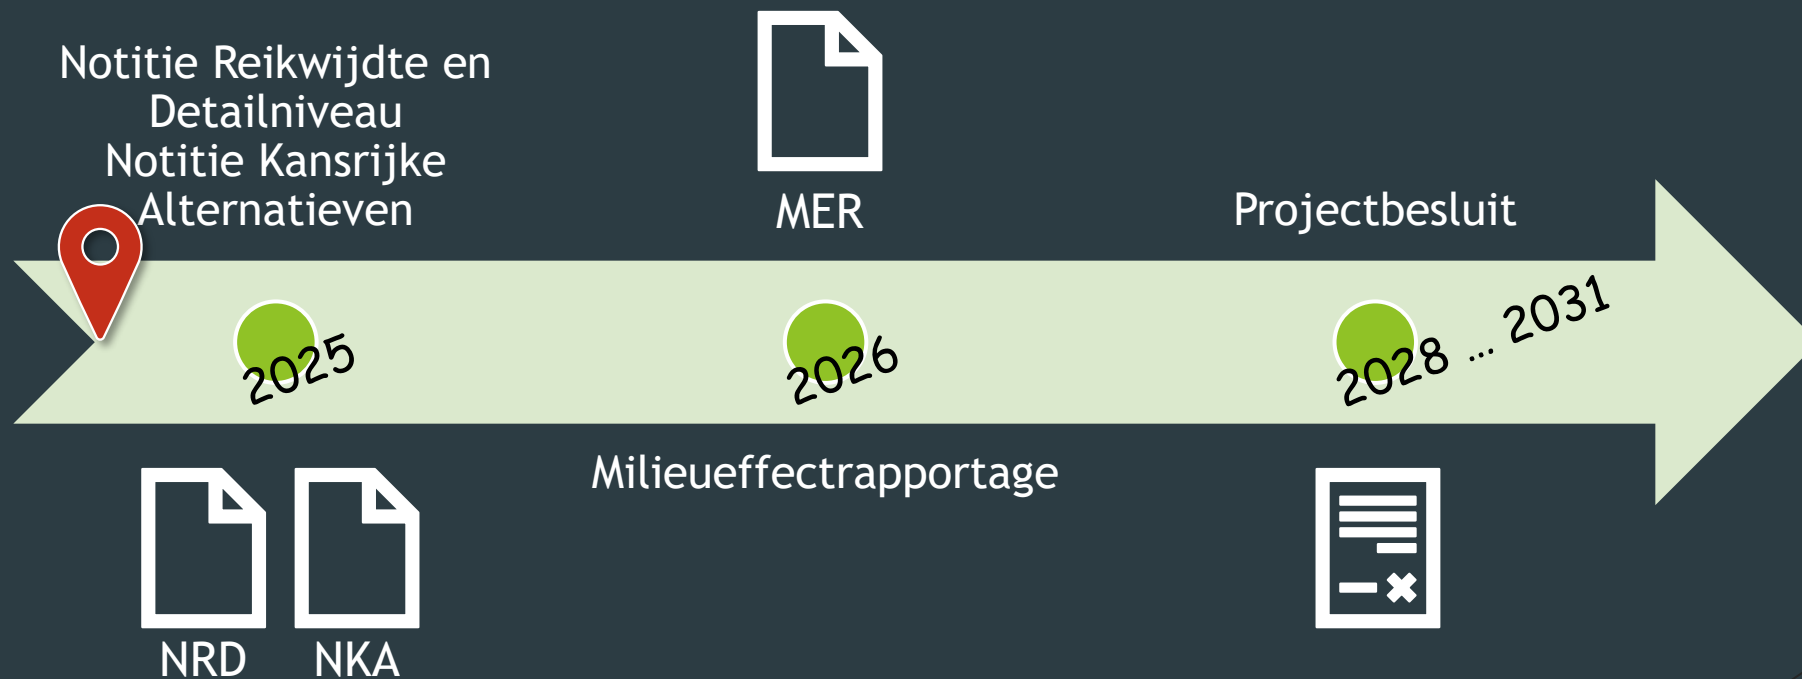 Notitie Reikwijdte en
Detailniveau
Notitie Kansrijke
Alternatieven
MER
Projectbesluit
2025
2026
2028 ... 2031
Milieueffectrapportage
NRD
NKA